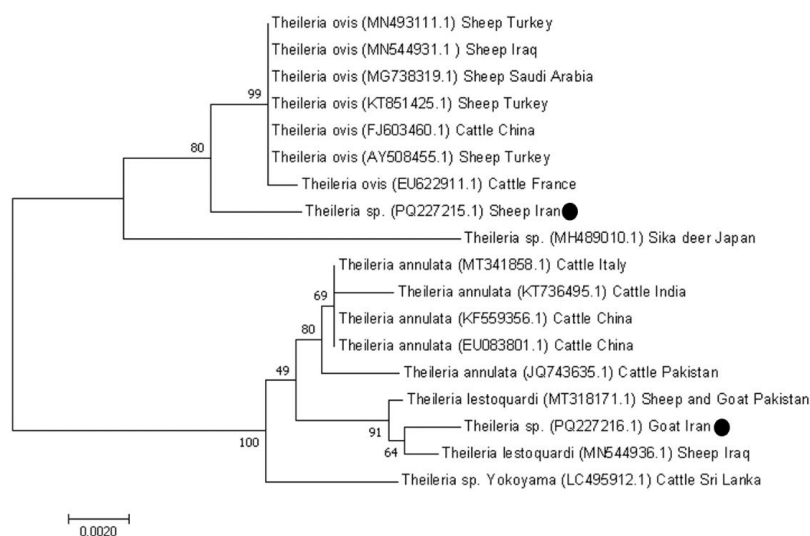 Theileria ovis (MN493111.1) Sheep Turkey
Theileria ovis (MN544931.1 ) Sheep Iraq
Theileria ovis (MG738319.1) Sheep Saudi Arabia
99
Theileria ovis (KT851425.1) Sheep Turkey
Theileria ovis (FJ603460.1) Cattle China
80
Theileria ovis (AY508455.1) Sheep Turkey
Theileria ovis (EU622911.1) Cattle France
Theileria sp. (PQ227215.1) Sheep Iran
Theileria sp. (MH489010.1) Sika deer Japan
Theileria annulata (MT341858.1) Cattle Italy
69
Theileria annulata (KT736495.1) Cattle India
Theileria annulata (KF559356.1) Cattle China
80
Theileria annulata (EU083801.1) Cattle China
49
Theileria annulata (JQ743635.1) Cattle Pakistan
Theileria lestoquardi (MT318171.1) Sheep and Goat Pakistan
Theileria sp. (PQ227216.1) Goat Iran
91
100
64
Theileria lestoquardi (MN544936.1) Sheep Iraq
Theileria sp. Yokoyama (LC495912.1) Cattle Sri Lanka
0.0020